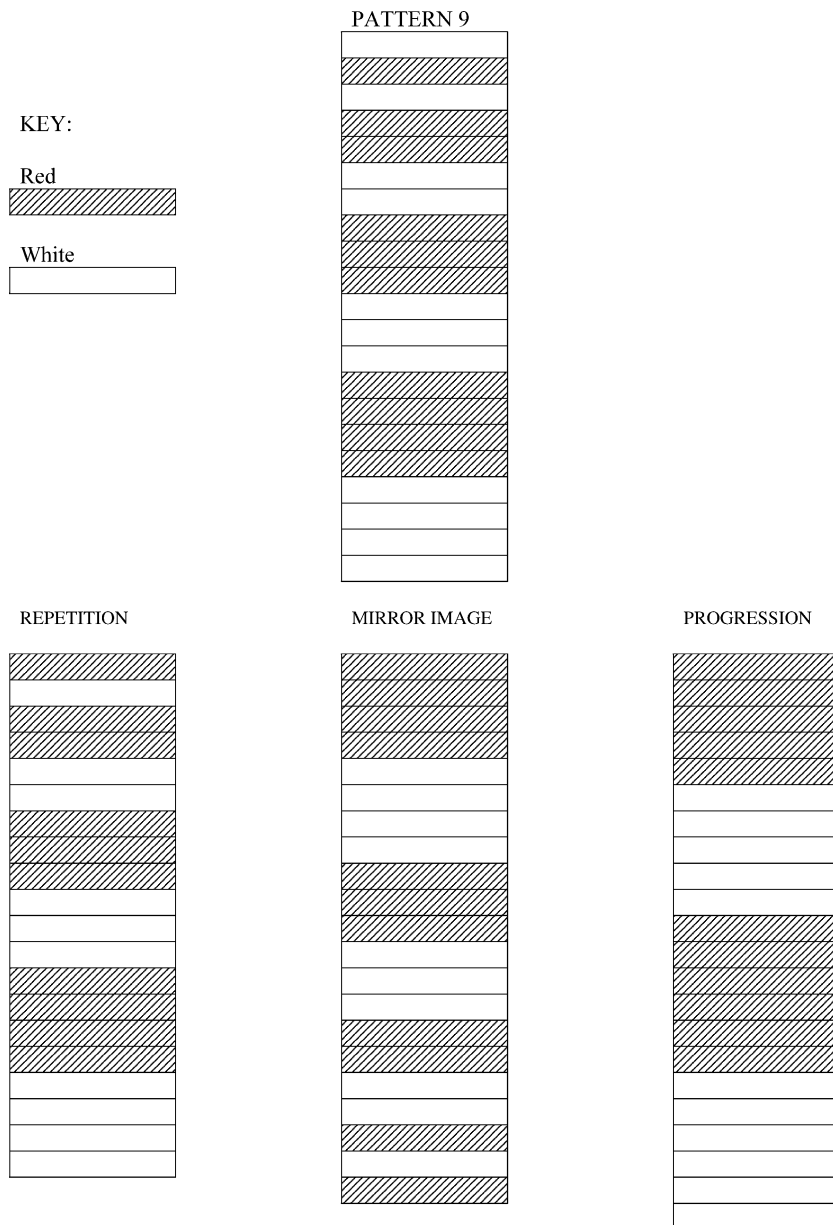 PATTERN 9
KEY:
Red
White
REPETITION
MIRROR IMAGE
PROGRESSION